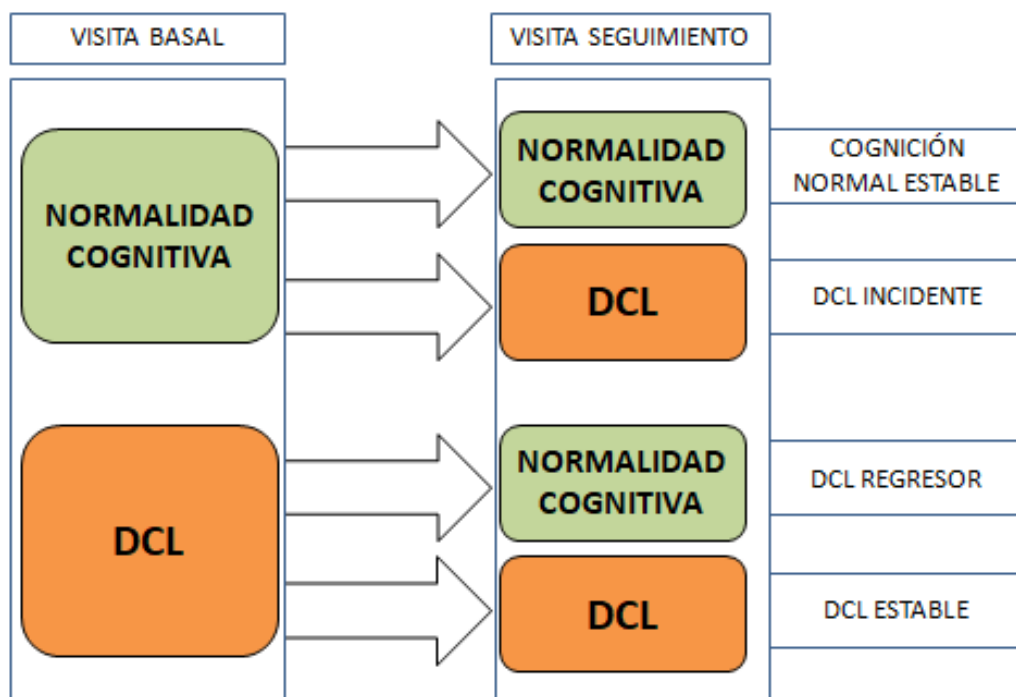 VISITA BASAL
VISITA SEGUIMIENTO
NORMALIDAD
COGNITIVA
NORMALIDAD
COGNITIVA
COGNICIÓN
NORMAL ESTABLE
DCL
DCL INCIDENTE
DCL
NORMALIDAD
COGNITIVA
DCL REGRESOR
DCL
DCL ESTABLE